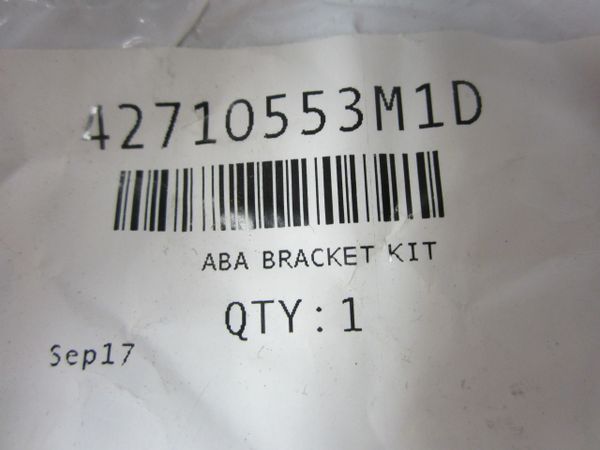 42710553M1D
ABA BRACKET KIT
QTY: 1
Sep17